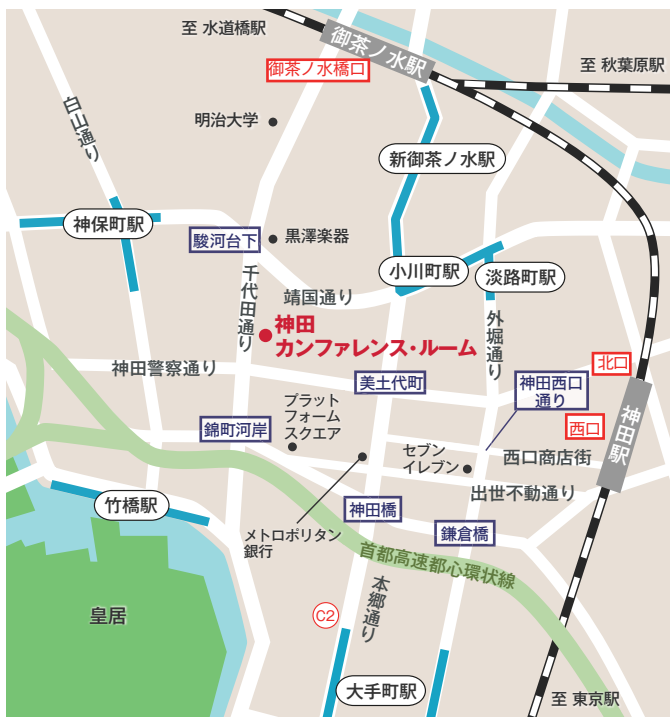 至 水道橋駅
御茶ノ水駅
御茶ノ水橋口
至 秋葉原駅
白山通り
明治大学
新御茶ノ水駅
神保町駅
駿河台下
黒澤楽器
小川町駅
淡路町駅
千代田通り
靖国通り
外堀通り
神田
カンファレンス・ルーム
神田警察通り
美土代町
神田西口
通り
北口
神田駅
西口
プラット
フォーム
スクエア
錦町河岸
セブン
イレブン
西口商店街
出世不動通り
竹橋駅
神田橋
メトロポリタン
銀行
鎌倉橋
首都高速都心環状線
皇居
C2
本郷通り
大手町駅
至 東京駅